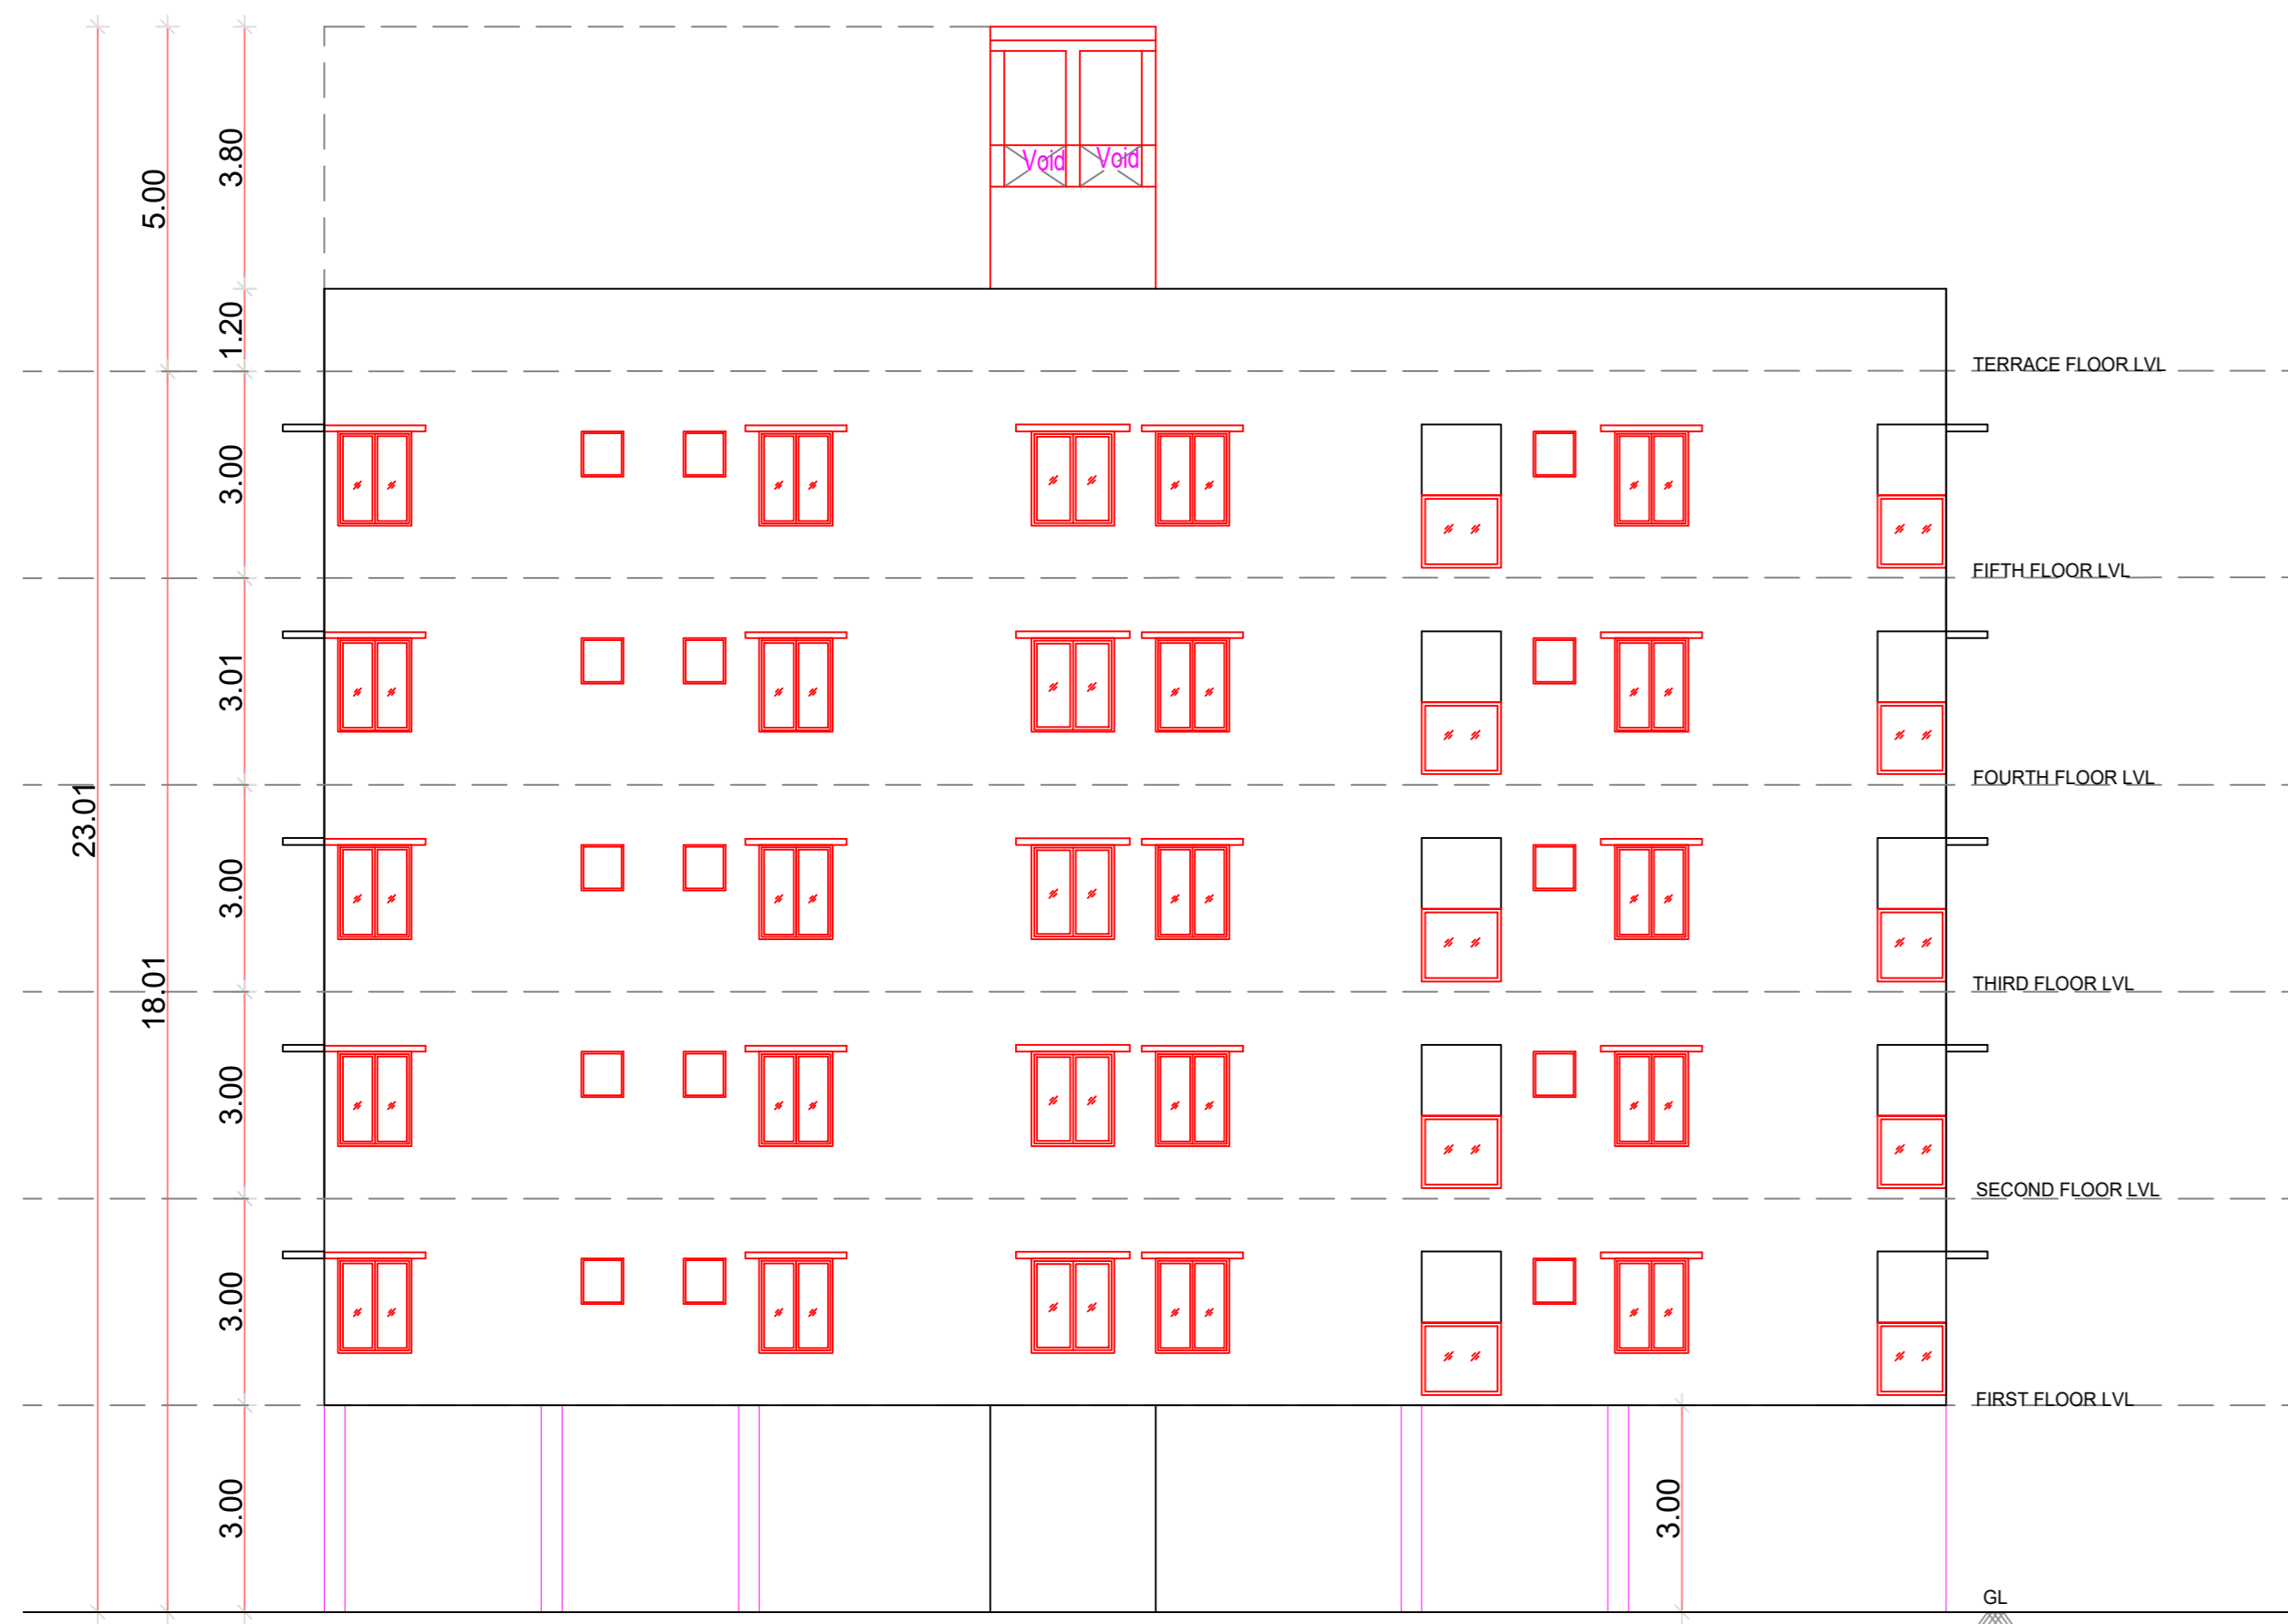 3.80
5.00
Void Void
1.20
TERRACE FLOOR LVL
3.00
FIFTH FLOOR LVL
3.01
FOURTH FLOOR LVL
23.01
3.00
18.01
THIRD FLOOR LVL
3.00
SECOND FLOOR LVL
3.00
FIRST FLOOR LVL
3.00 3.00
GL